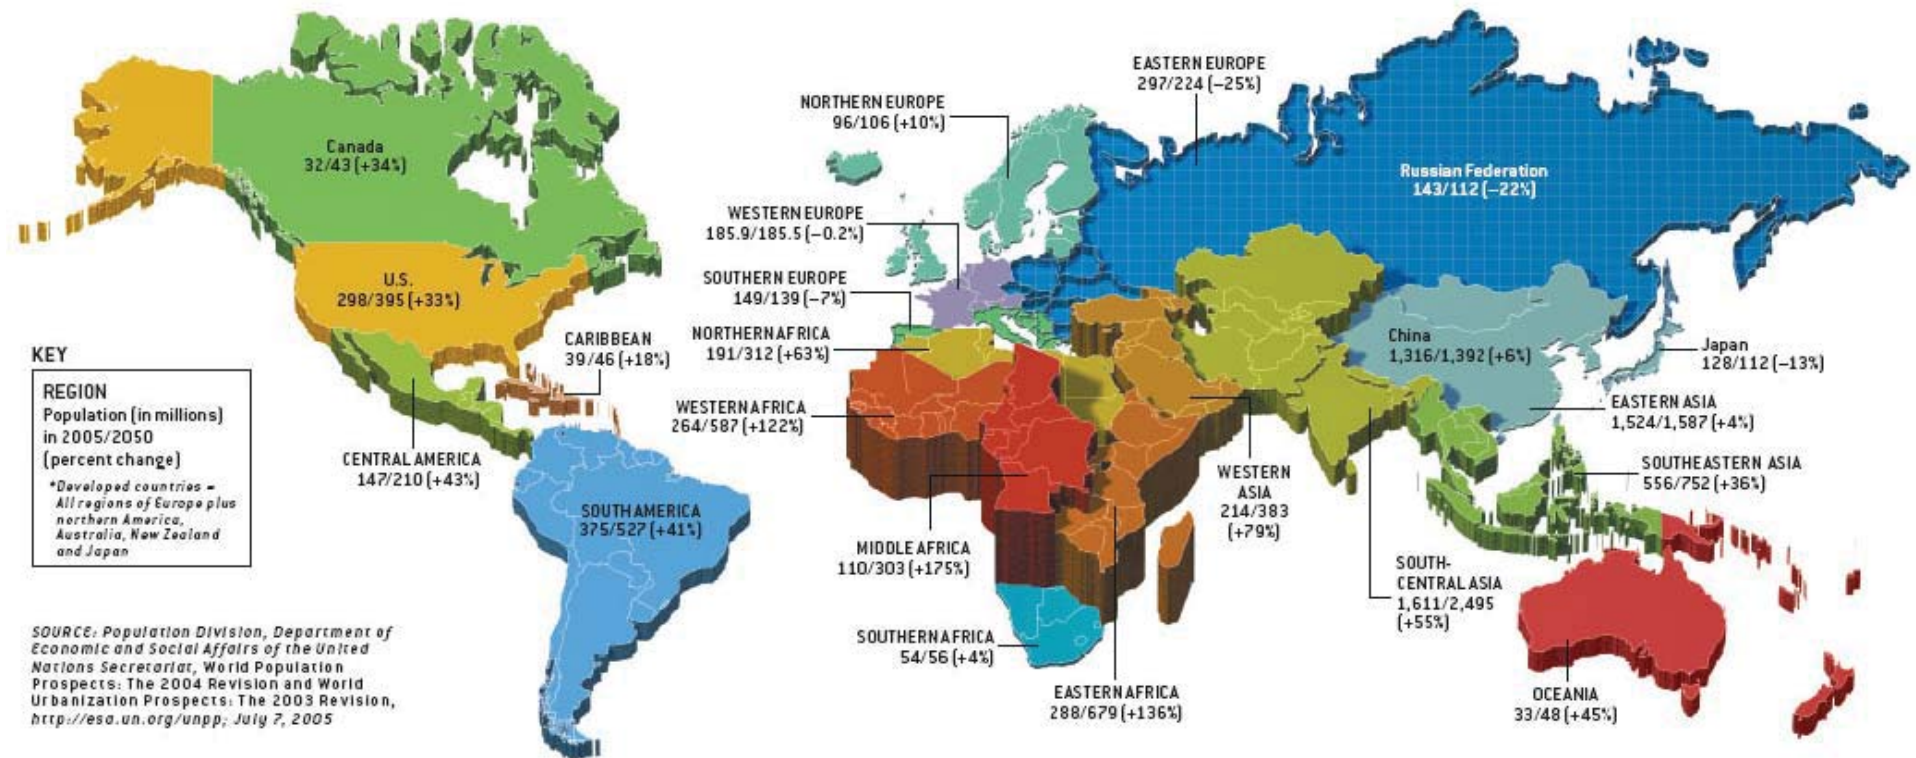 Canada
32/43 (+34%)
U.S.
298/395 (+33%)
CARIBBEAN
39/46 (+18%)
CENTRAL AMERICA
147/210 (+43%)
SOUTH AMERICA
375/527 (+41%)
KEY
REGION
Population (in millions)
in 2005/2050
(percent change)
*Developed countries =
All regions of Europe plus
northern America,
Australia, New Zealand
and Japan
SOURCE: Population Division, Department of
Economic and Social Affairs of the United
Nations Secretariat, World Population
Prospects: The 2004 Revision and World
Urbanization Prospects: The 2003 Revision,
http://esa.un.org/unpp; July 7, 2005
NORTHERN EUROPE
96/106 (+10%)
WESTERN EUROPE
185.9/185.5 (–0.2%)
SOUTHERN EUROPE
149/139 (–7%)
NORTHERN AFRICA
191/312 (+63%)
WESTERN AFRICA
264/587 (+122%)
MIDDLE AFRICA
110/303 (+175%)
SOUTHERN AFRICA
54/56 (+4%)
EASTERN AFRICA
288/679 (+136%)
EASTERN EUROPE
297/224 (–25%)
Russian Federation
143/112 (–22%)
China
1,316/1,392 (+6%)
Japan
128/112 (–13%)
EASTERN ASIA
1,524/1,587 (+4%)
SOUTHEASTERN ASIA
556/752 (+36%)
WESTERN
ASIA
214/383
(+79%)
SOUTH-
CENTRAL ASIA
1,611/2,495
(+55%)
OCEANIA
33/48 (+45%)